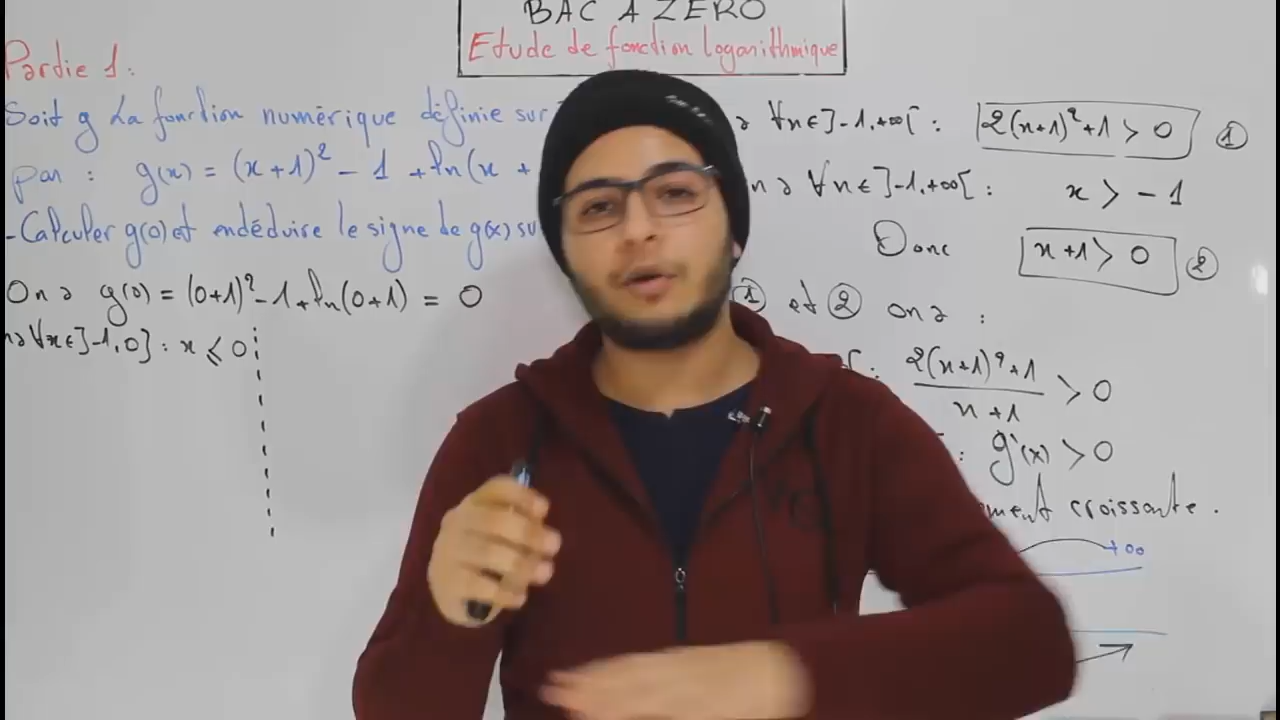 BAC A ZERO
Etude de fonction logarithmique
Partie 1:
Soit g La fonction numérique définie sur
par : g(x) = (x+1)² - 1 + ln(x +
- Calculer g(0) et endéduire le signe de g(x) su
On a g(0) = (0+1)² - 1 + ln(0+1) = 0
na ∀x∈]-1,0] : x ≤ 0
a ∀x∈]-1,+∞[ : 2(x+1)²+1 > 0 ①
n a ∀x∈]-1,+∞[ : x > -1
Donc x+1 > 0 ②
① et ② on a :
[ : (2(x+1)²+1)/(x+1) > 0
: g'(x) > 0
ment croissante.
+∞